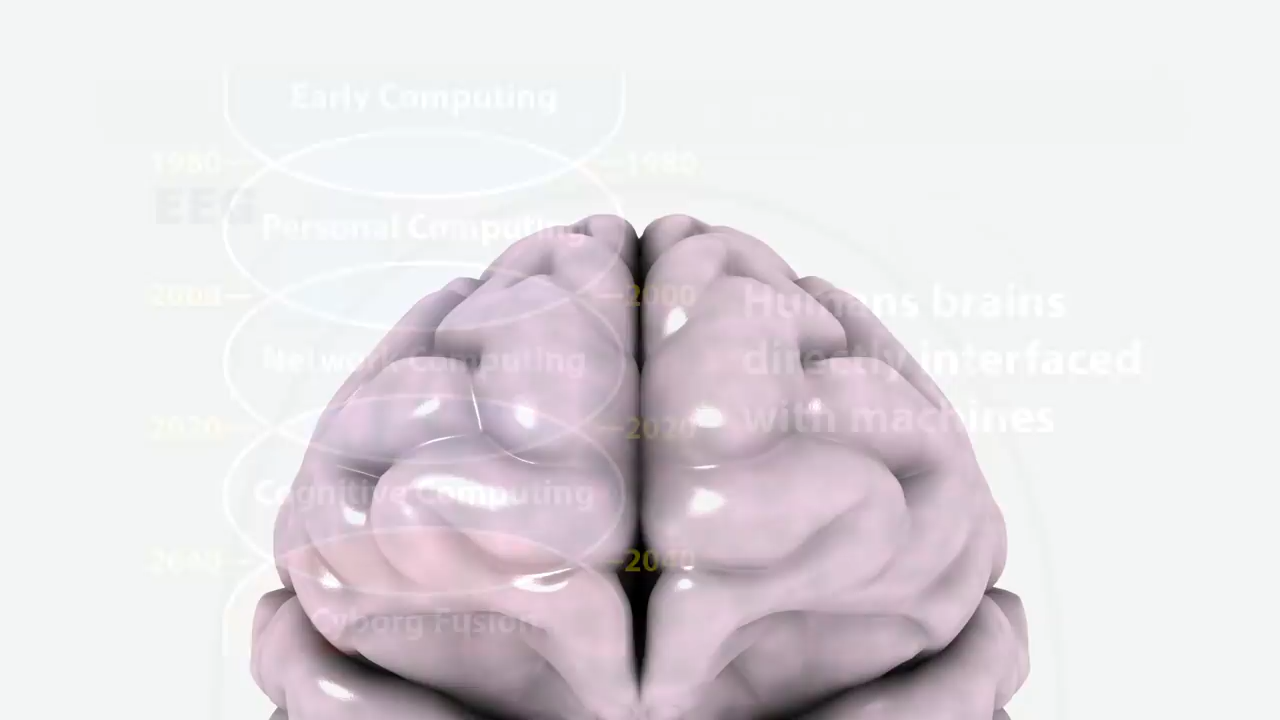 Early Computing
1980 1980
EEG
Personal Computing
2000 2000
Humans brains
directly interfaced
with machines
Network Computing
2020 2020
Cognitive Computing
2040 2040
Cyborg Fusion